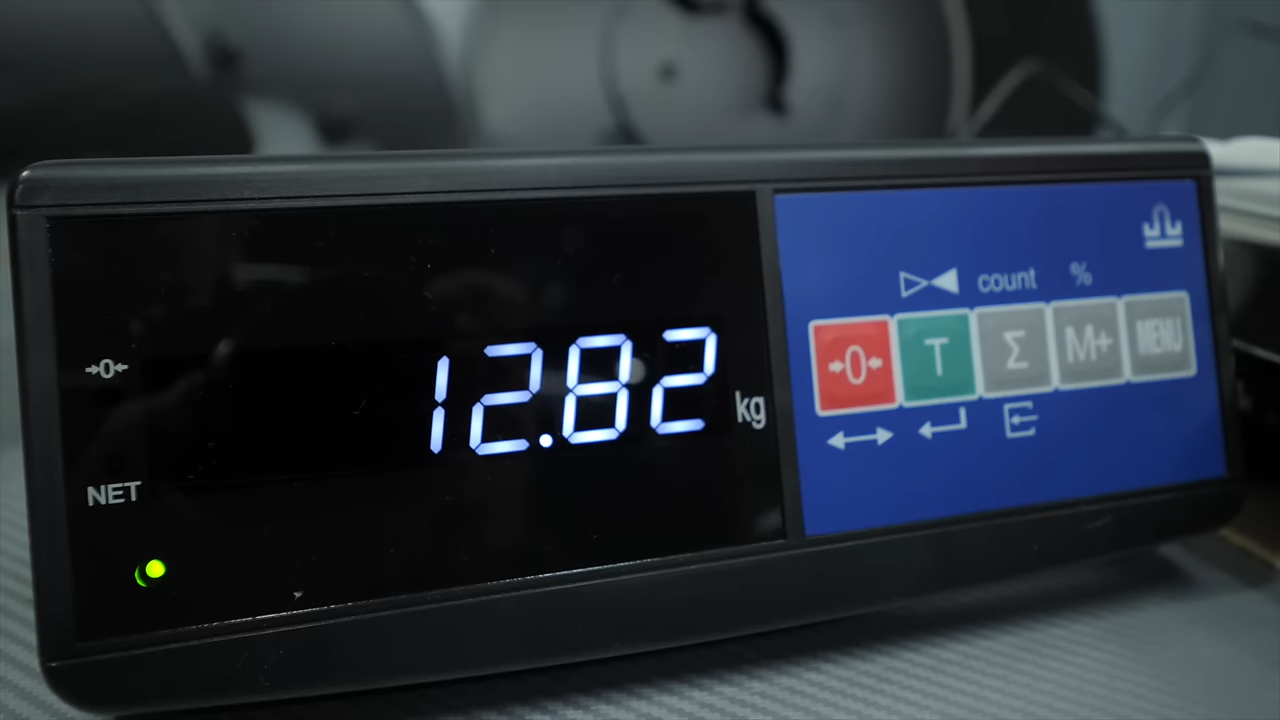 count %
→0← T Σ M+ MENU
→0←
12.82 kg
NET